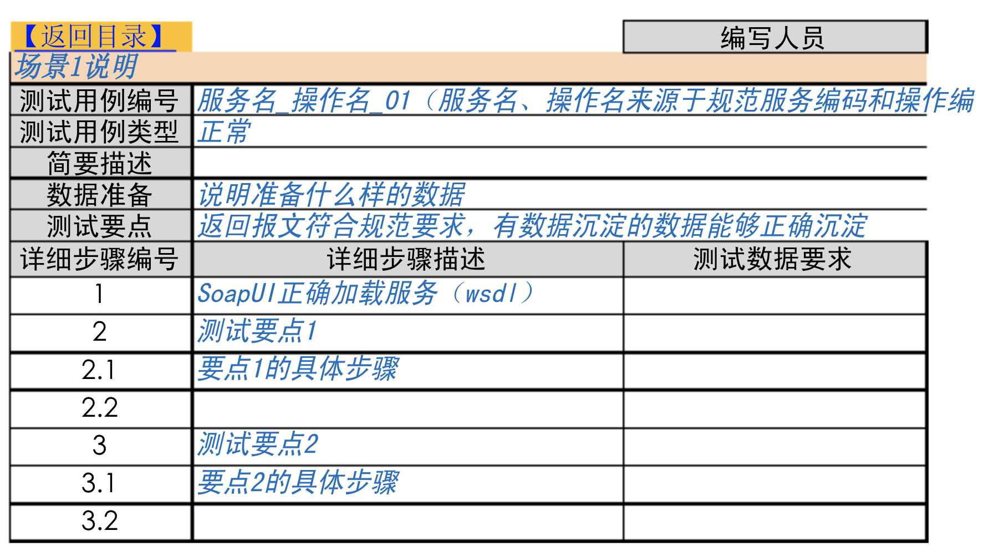 【返回目录】 编写人员
场景1说明
测试用例编号 服务名_操作名_01（服务名、操作名来源于规范服务编码和操作编
测试用例类型 正常
简要描述
数据准备 说明准备什么样的数据
测试要点 返回报文符合规范要求，有数据沉淀的数据能够正确沉淀
详细步骤编号 详细步骤描述 测试数据要求
1 SoapUI正确加载服务（wsdl）
2 测试要点1
2.1 要点1的具体步骤
2.2
3 测试要点2
3.1 要点2的具体步骤
3.2